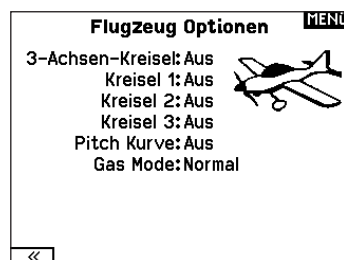 Flugzeug Optionen
MENÜ
3-Achsen-Kreisel: Aus
Kreisel 1: Aus
Kreisel 2: Aus
Kreisel 3: Aus
Pitch Kurve: Aus
Gas Mode: Normal
«